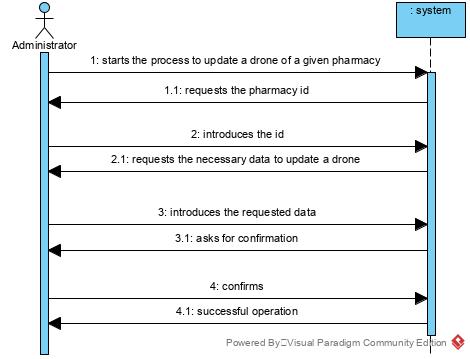 : system
Administrator
1: starts the process to update a drone of a given pharmacy
1.1: requests the pharmacy id
2: introduces the id
2.1: requests the necessary data to update a drone
3: introduces the requested data
3.1: asks for confirmation
4: confirms
4.1: successful operation
Powered By Visual Paradigm Community Edition